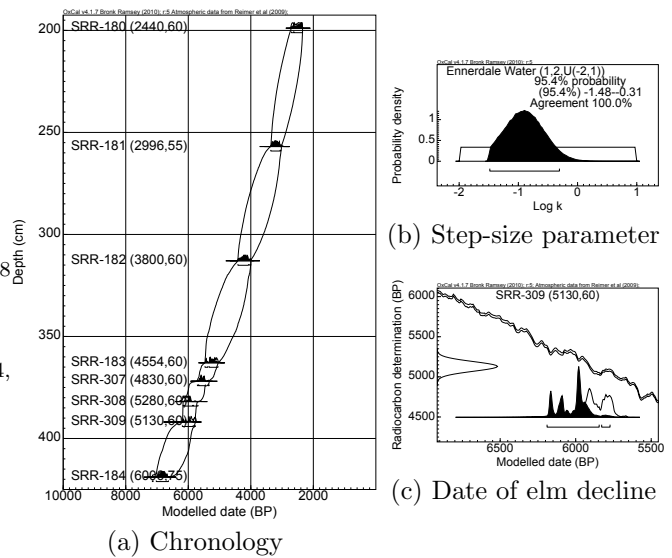 OxCal v4.1.7 Bronk Ramsey (2010); r:5 Atmospheric data from Reimer et al (2009);
200
250
300
350
400
Depth (cm)
SRR-180 (2440,60)
SRR-181 (2996,55)
SRR-182 (3800,60)
SRR-183 (4554,60)
SRR-307 (4830,60)
SRR-308 (5280,60)
SRR-309 (5130,60)
SRR-184
10000 8000 6000 4000 2000
Modelled date (BP)
(a) Chronology
8
4,
OxCal v4.1.7 Bronk Ramsey (2010); r:5
Ennerdale Water (1,2,U(-2,1))
95.4% probability
(95.4%) -1.48--0.31
Agreement 100.0%
Probability density
1
0.5
0
-2 -1 0 1
Log k
(b) Step-size parameter
OxCal v4.1.7 Bronk Ramsey (2010); r:5 Atmospheric data from Reimer et al (2009);
SRR-309 (5130,60)
Radiocarbon determination (BP)
6000
5500
5000
4500
6500 6000 5500
Modelled date (BP)
(c) Date of elm decline